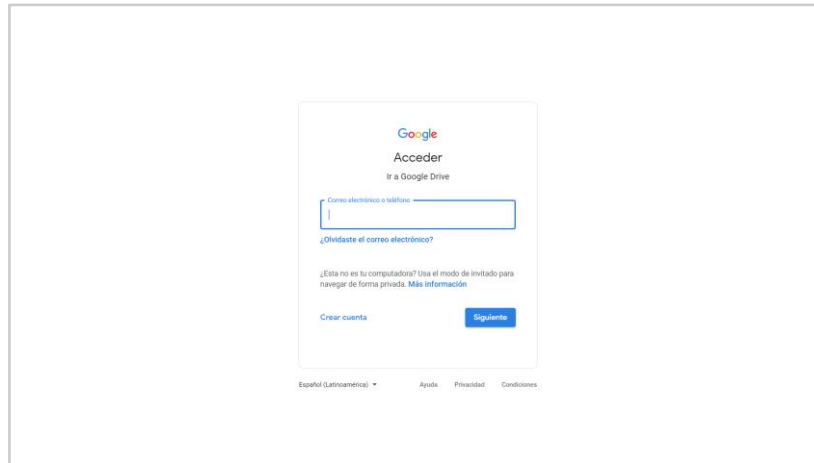 Google
Acceder
Ir a Google Drive
Correo electrónico o teléfono
¿Olvidaste el correo electrónico?
¿Esta no es tu computadora? Usa el modo de invitado para
navegar de forma privada. Más información
Crear cuenta Siguiente
Español (Latinoamérica) Ayuda Privacidad Condiciones